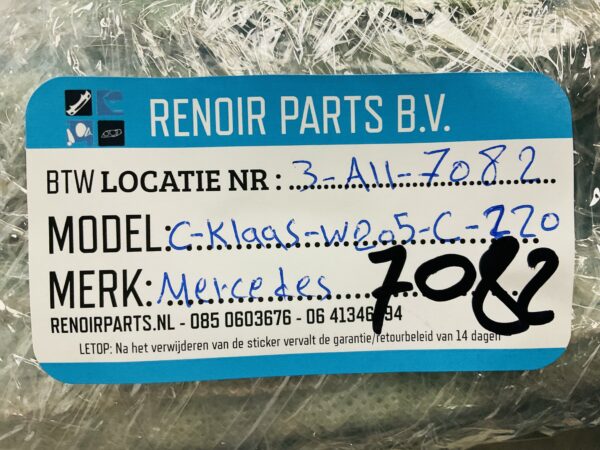 RENOIR PARTS B.V.
BTW LOCATIE NR : 3-A11-7082
MODEL: C-Klaas-W205-C-220
MERK: Mercedes
7082
RENOIRPARTS.NL - 085 0603676 - 06
LETOP: Na het verwijderen van de sticker vervalt de garantie/retourbeleid van 14 dagen